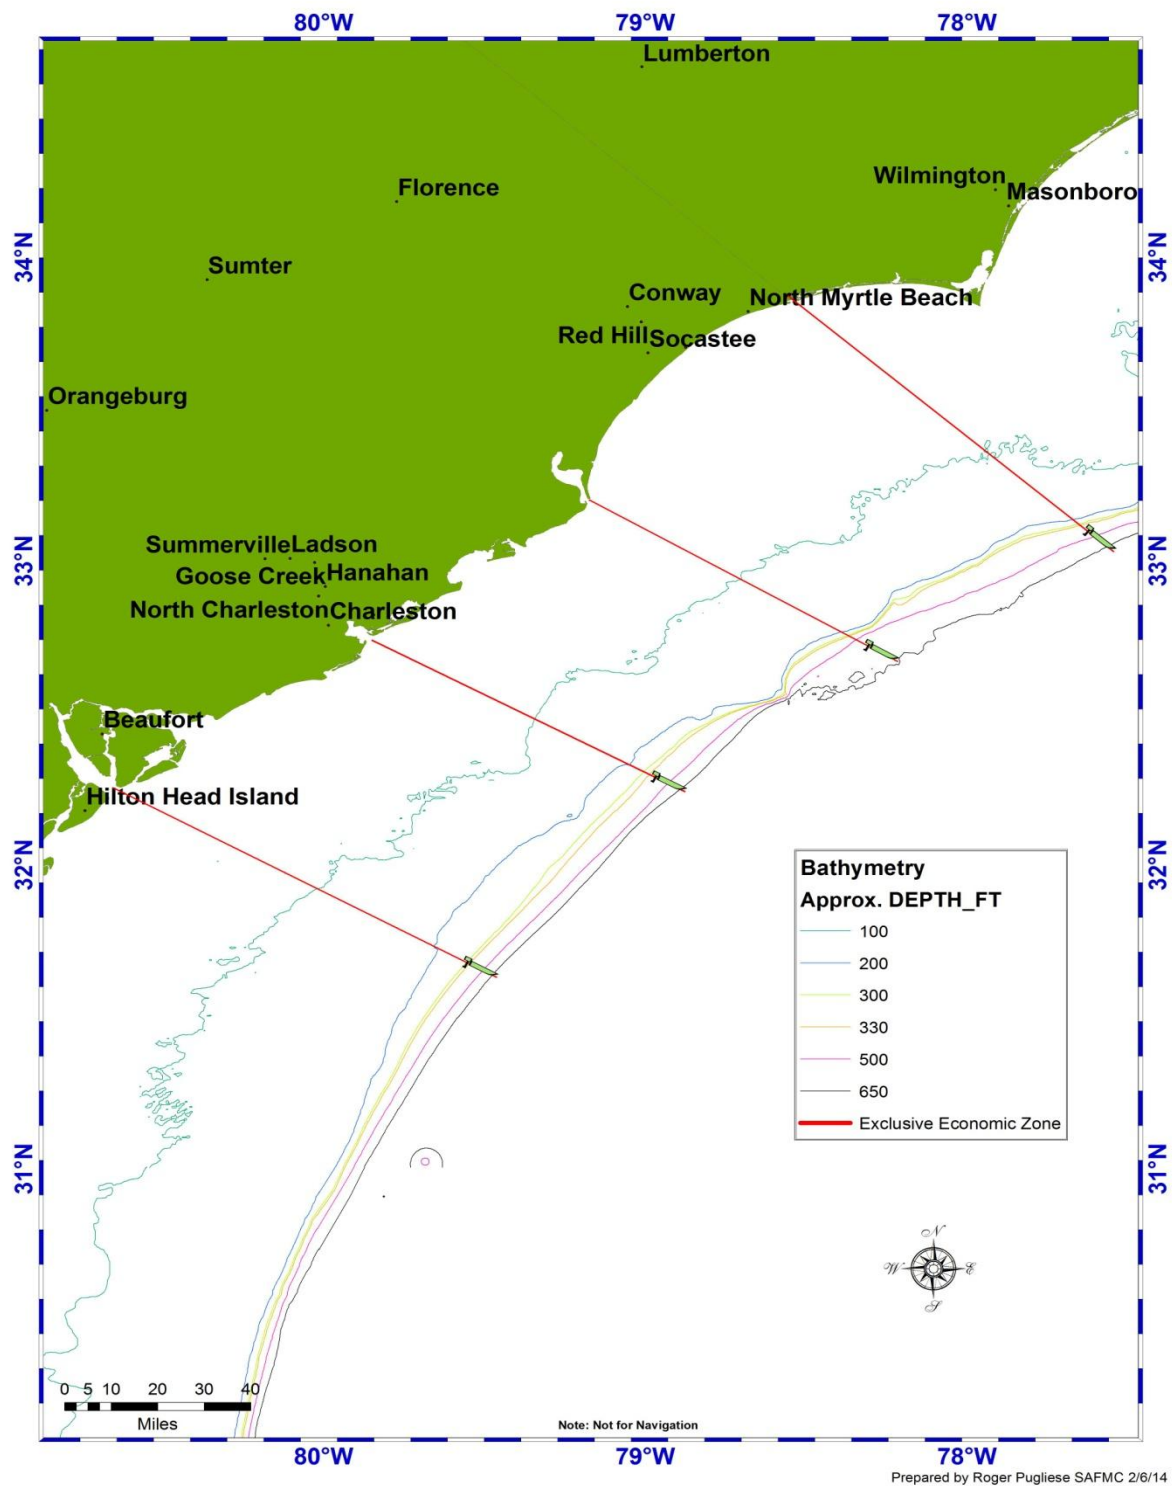 80°W
79°W
78°W
Lumberton
Wilmington
Masonboro
Florence
34°N
34°N
Sumter
Conway
North Myrtle Beach
Red Hill
Socastee
Orangeburg
Summerville
Ladson
33°N
33°N
Goose Creek
Hanahan
North Charleston
Charleston
Beaufort
Hilton Head Island
32°N
32°N
Bathymetry
Approx. DEPTH_FT
100
200
300
330
500
650
Exclusive Economic Zone
31°N
31°N
N
W
E
S
0 5 10 20 30 40
Miles
Note: Not for Navigation
80°W
79°W
78°W
Prepared by Roger Pugliese SAFMC 2/6/14